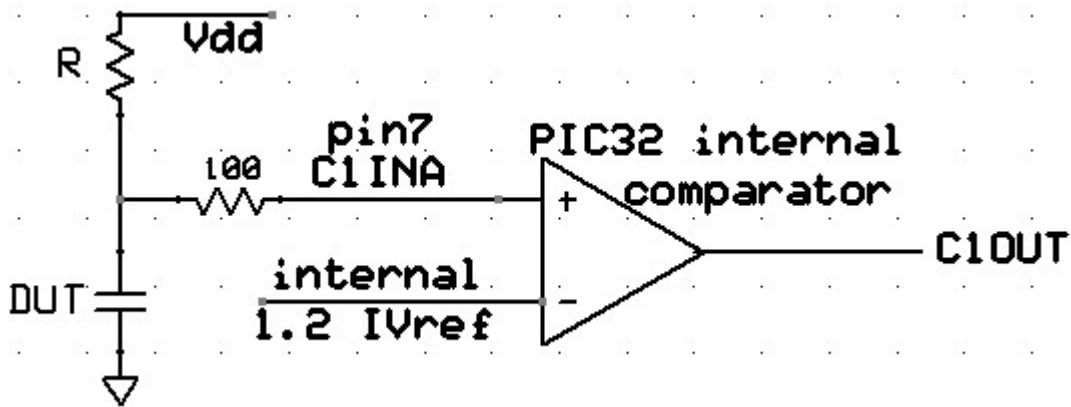 Vdd
R
pin7
PIC32 internal
100
C1INA
comparator
+
C1OUT
internal
-
DUT
1.2 IVref